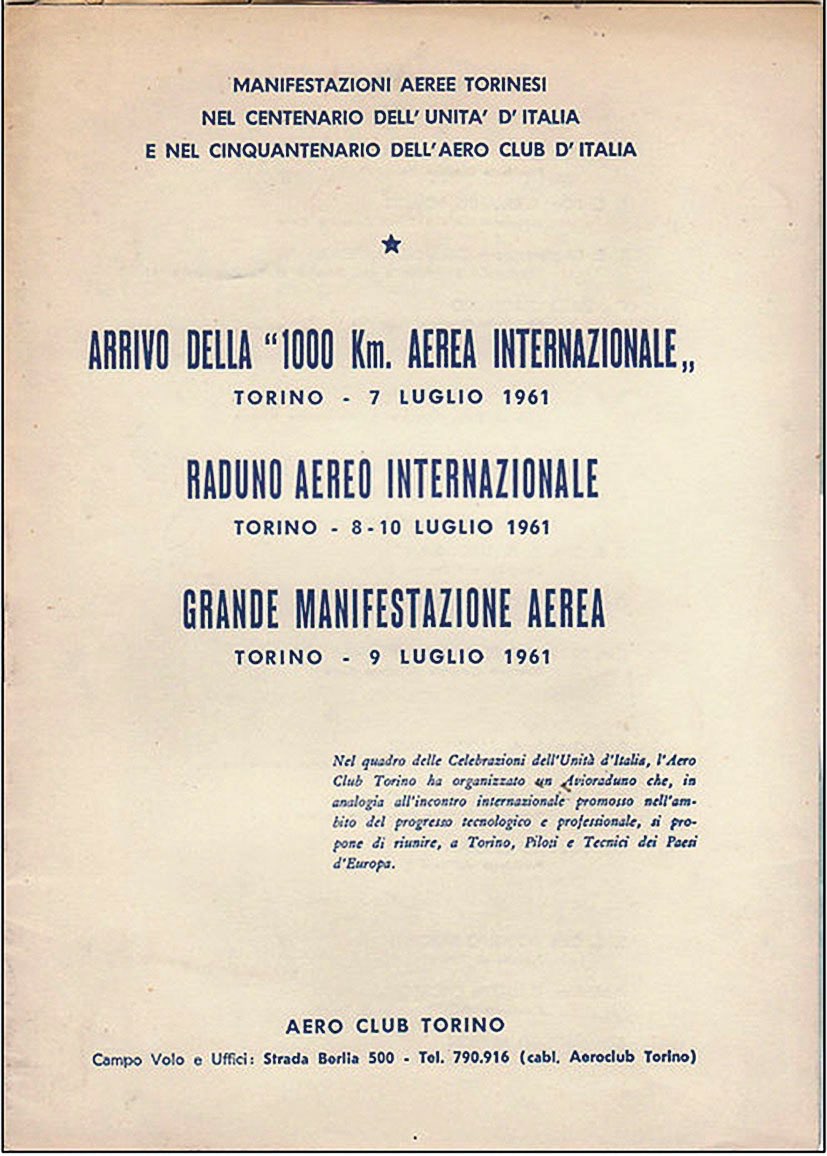 MANIFESTAZIONI AEREE TORINESI
NEL CENTENARIO DELL' UNITA' D' ITALIA
E NEL CINQUANTENARIO DELL'AERO CLUB D' ITALIA
ARRIVO DELLA "1000 Km. AEREA INTERNAZIONALE„
TORINO - 7 LUGLIO 1961
RADUNO AEREO INTERNAZIONALE
TORINO - 8-10 LUGLIO 1961
GRANDE MANIFESTAZIONE AEREA
TORINO - 9 LUGLIO 1961
Nel quadro delle Celebrazioni dell'Unità d'Italia, l'Aero
Club Torino ha organizzato un Avioraduno che, in
analogia all'incontro internazionale promosso nell'am-
bito del progresso tecnologico e professionale, si pro-
pone di riunire, a Torino, Piloti e Tecnici dei Paesi
d'Europa.
AERO CLUB TORINO
Campo Volo e Uffici: Strada Berlia 500 - Tel. 790.916 (cabl. Aeroclub Torino)